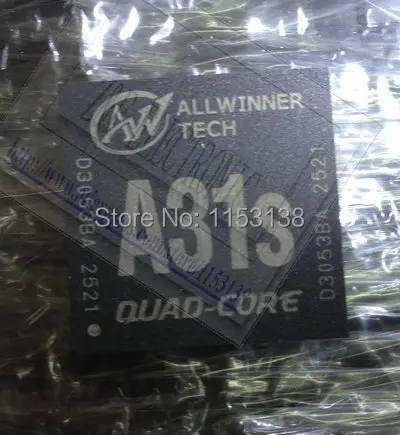 ALLWINNER
TECH
D3053BA 2521
A31s
Store No: 1153138
D3053BA 2521
QUAD-CORE